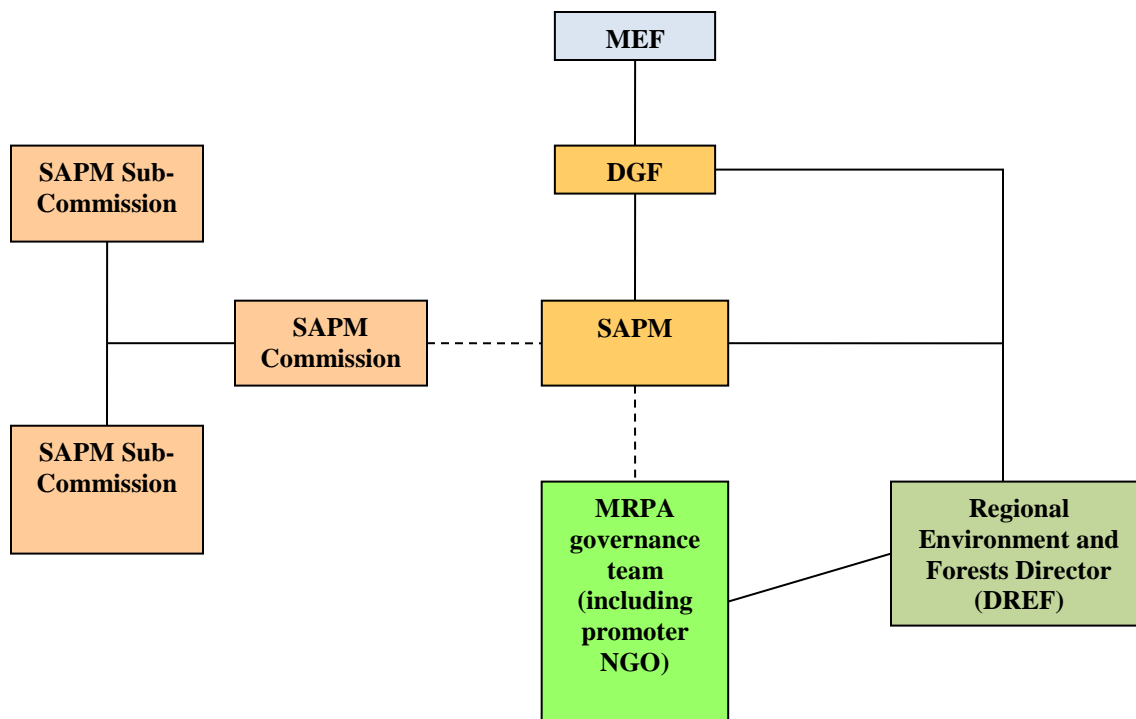 MEF
SAPM Sub-
Commission
DGF
SAPM
Commission
SAPM
SAPM Sub-
Commission
MRPA
governance
team
(including
promoter
NGO)
Regional
Environment and
Forests Director
(DREF)